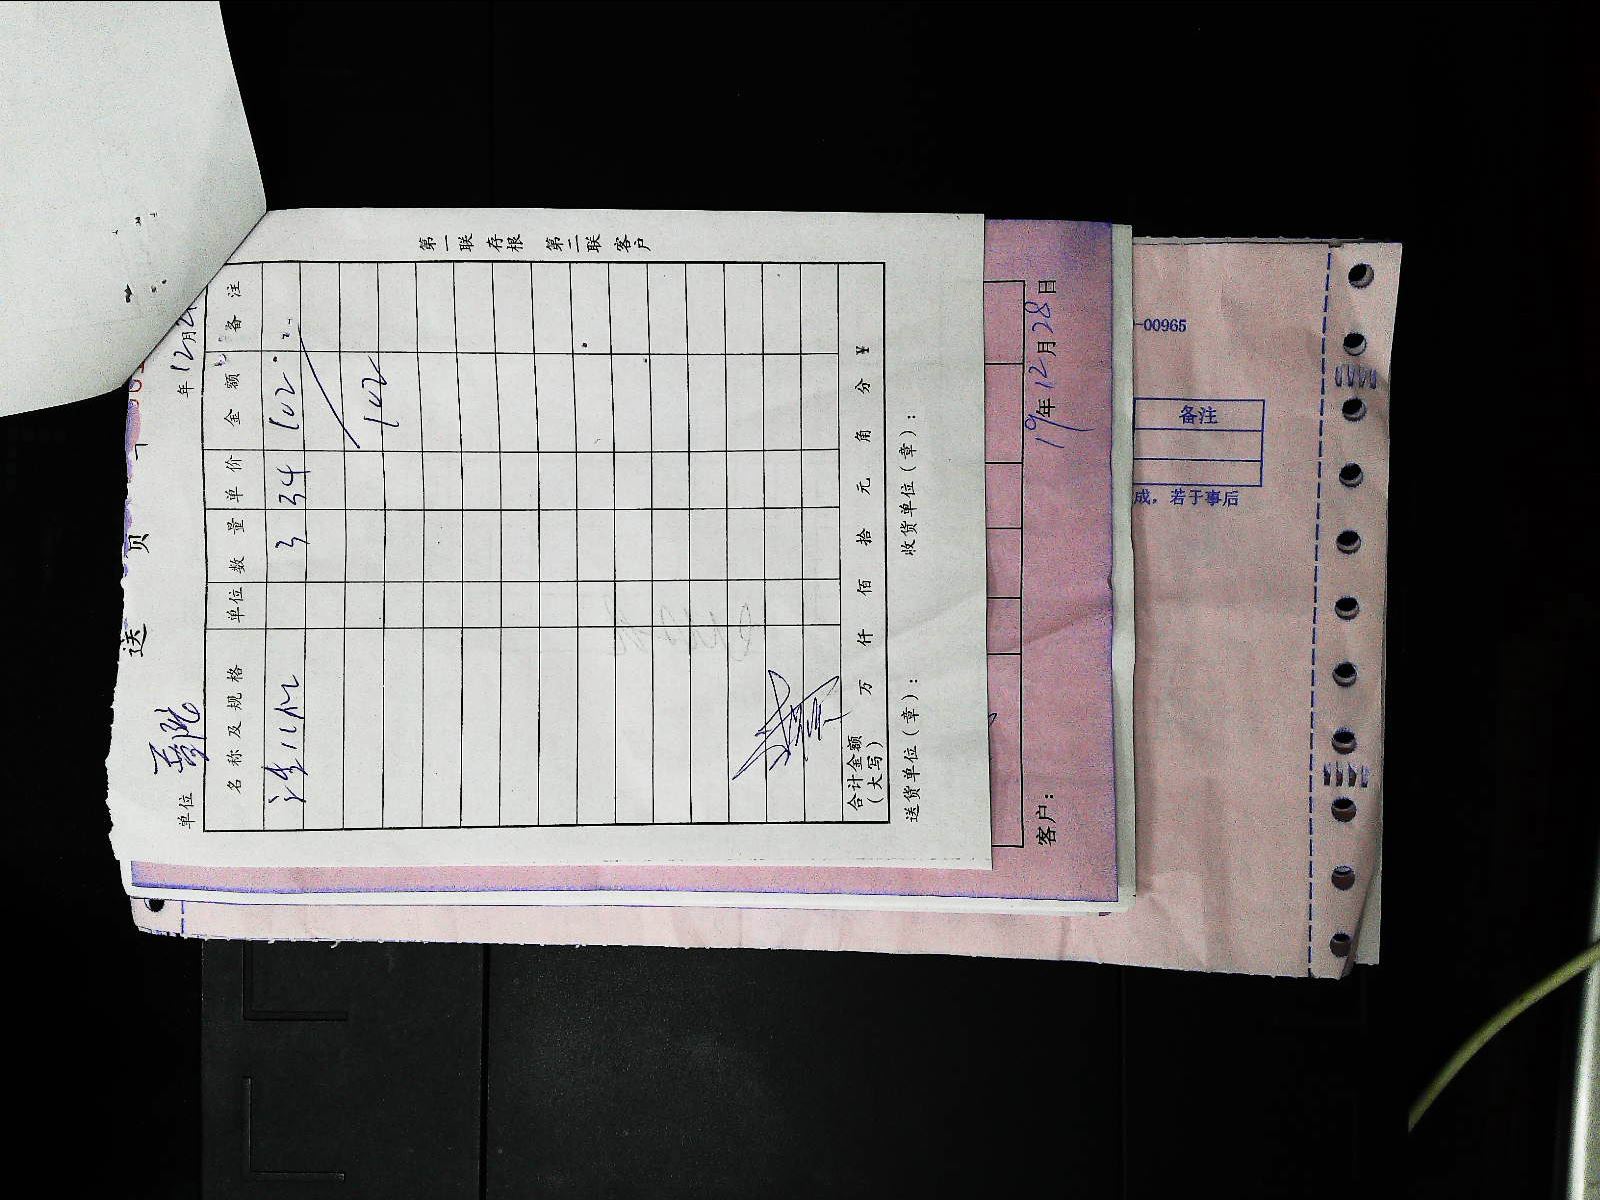 送 货 单
单位
年 12月2
名称及规格 单位 数量 单价 金额 备注
3 34 102
102
合计金额
(大写) 万 仟 佰 拾 元 角 分 ¥
送货单位(章): 收货单位(章):
第一联 存根 第二联 客户
客户: 19年12月28日
-00965
备注
成。若于事后